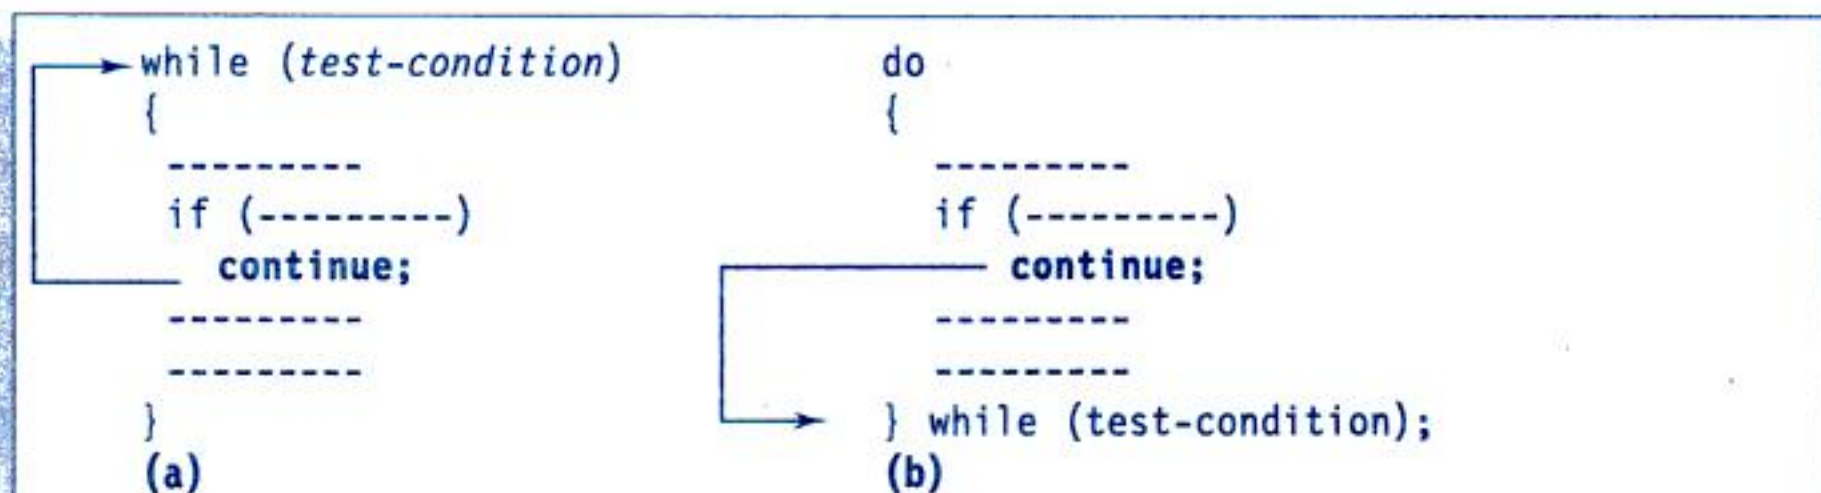 while (test-condition)
{
---------
if (---------)
continue;
---------
---------
}
(a)
do
{
---------
if (---------)
continue;
---------
---------
} while (test-condition);
(b)